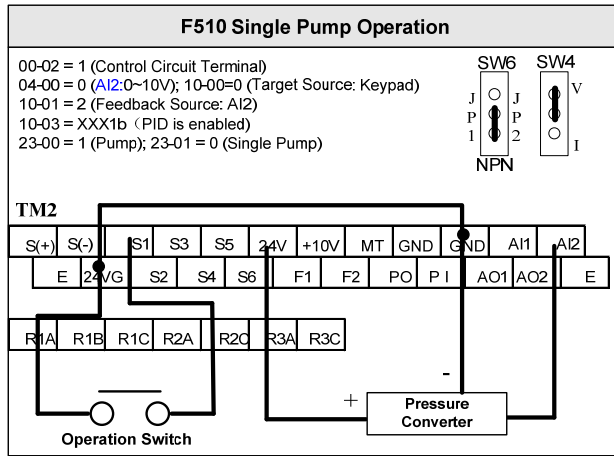 F510 Single Pump Operation
00-02 = 1 (Control Circuit Terminal)
04-00 = 0 (AI2:0~10V); 10-00=0 (Target Source: Keypad)
10-01 = 2 (Feedback Source: AI2)
10-03 = XXX1b (PID is enabled)
23-00 = 1 (Pump); 23-01 = 0 (Single Pump)
SW6 SW4
J J V
P P
1 2 I
NPN
TM2
S(+) S(-) S1 S3 S5 24V +10V MT GND GND AI1 AI2
E 24VG S2 S4 S6 F1 F2 PO PI AO1 AO2 E
R1A R1B R1C R2A R2C R3A R3C
- 
+ Pressure
Converter
Operation Switch